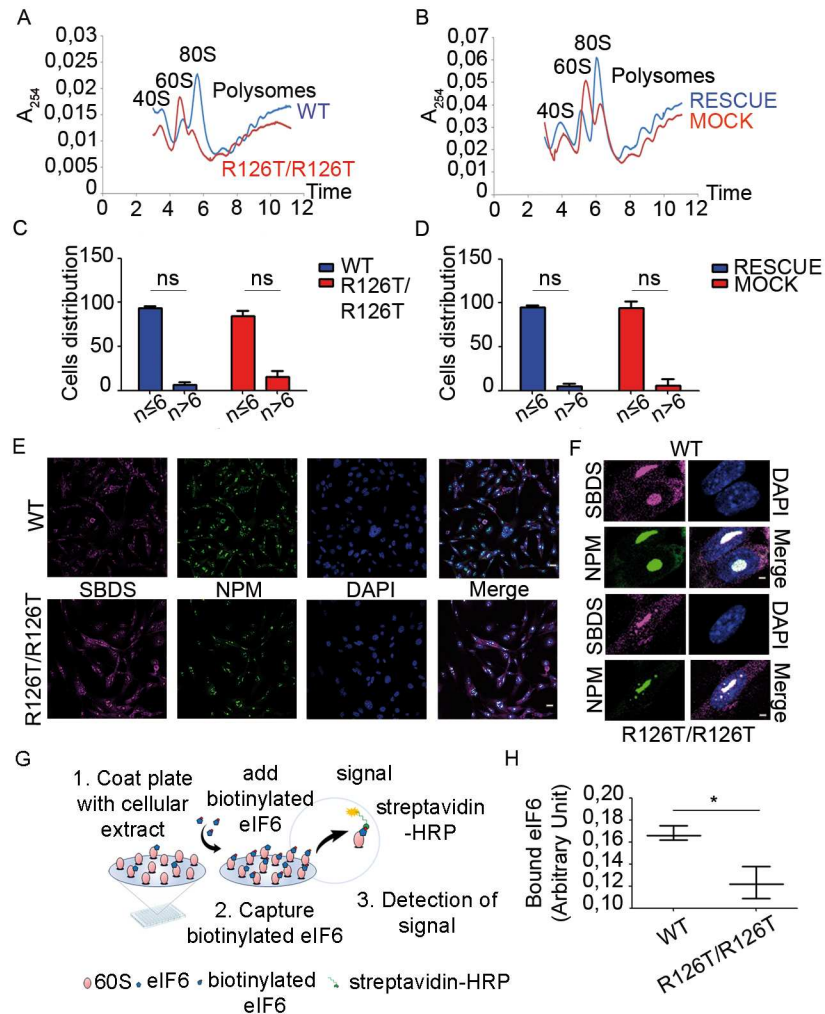 A
0,03
0,025
0,02
0,015
0,01
0,005
0
A254
80S
60S
40S
Polysomes
WT
R126T/R126T
Time
0 2 4 6 8 10 12
B
0,07
0,06
0,05
0,04
0,03
0,02
0,01
0
A254
80S
60S
40S
Polysomes
RESCUE
MOCK
Time
0 2 4 6 8 10 12
C
Cells distribution
150
100
50
0
ns
ns
WT
R126T/
R126T
n≤6 n>6 n≤6 n>6
D
Cells distribution
150
100
50
0
ns
ns
RESCUE
MOCK
n≤6 n>6 n≤6 n>6
E
WT
SBDS NPM DAPI Merge
R126T/R126T
F
WT
SBDS DAPI
NPM Merge
SBDS DAPI
NPM Merge
R126T/R126T
G
1. Coat plate
with cellular
extract
add
biotinylated
eIF6
signal
streptavidin
-HRP
2. Capture
biotinylated eIF6
3. Detection of
signal
60S eIF6 biotinylated
eIF6
streptavidin-HRP
H
Bound eIF6
(Arbitrary Unit)
0,20
0,18
0,16
0,14
0,12
0,10
*
WT
R126T/R126T